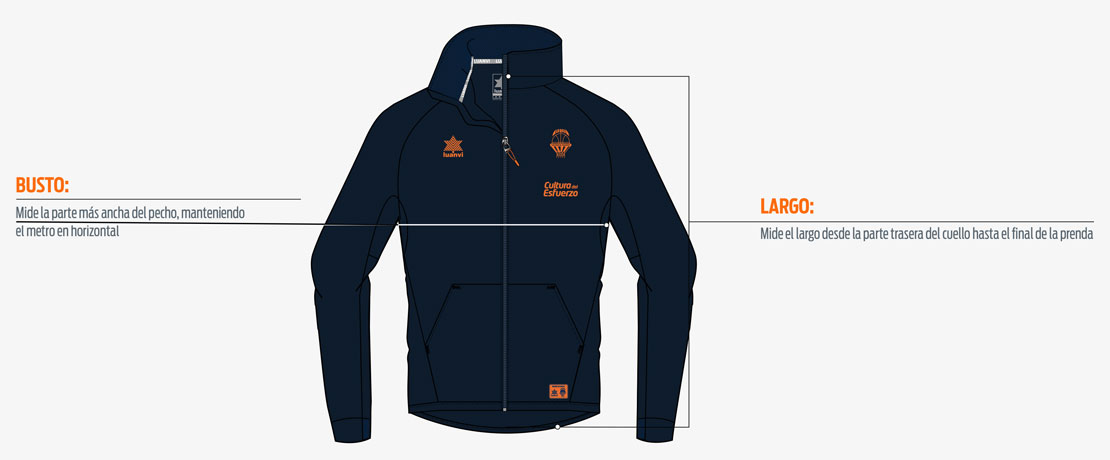 LUANVI
luanvi
Cultura del
Esfuerzo
BUSTO:
Mide la parte más ancha del pecho, manteniendo
el metro en horizontal
LARGO:
Mide el largo desde la parte trasera del cuello hasta el final de la prenda